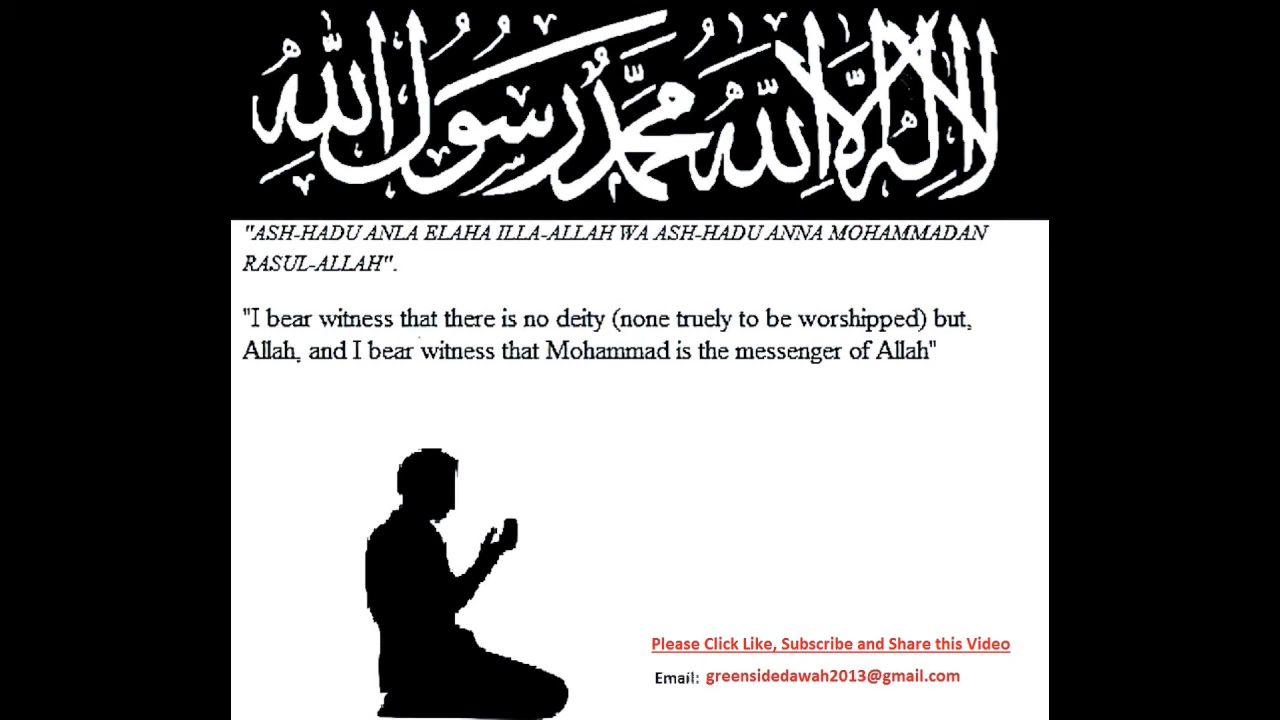 لا إله إلا الله محمد رسول الله
"ASH-HADU ANLA ELAHA ILLA-ALLAH WA ASH-HADU ANNA MOHAMMADAN
RASUL-ALLAH".
"I bear witness that there is no deity (none truely to be worshipped) but,
Allah, and I bear witness that Mohammad is the messenger of Allah"
Please Click Like, Subscribe and Share this Video
Email: greensidedawah2013@gmail.com